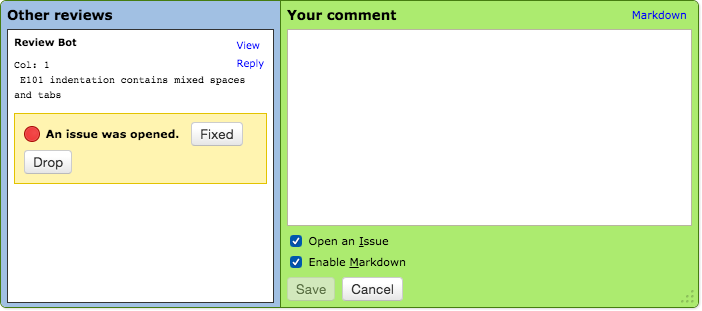 Other reviews
Review Bot
View
Col: 1
Reply
E101 indentation contains mixed spaces
and tabs
An issue was opened.
Fixed
Drop
Your comment
Markdown
Open an Issue
Enable Markdown
Save
Cancel